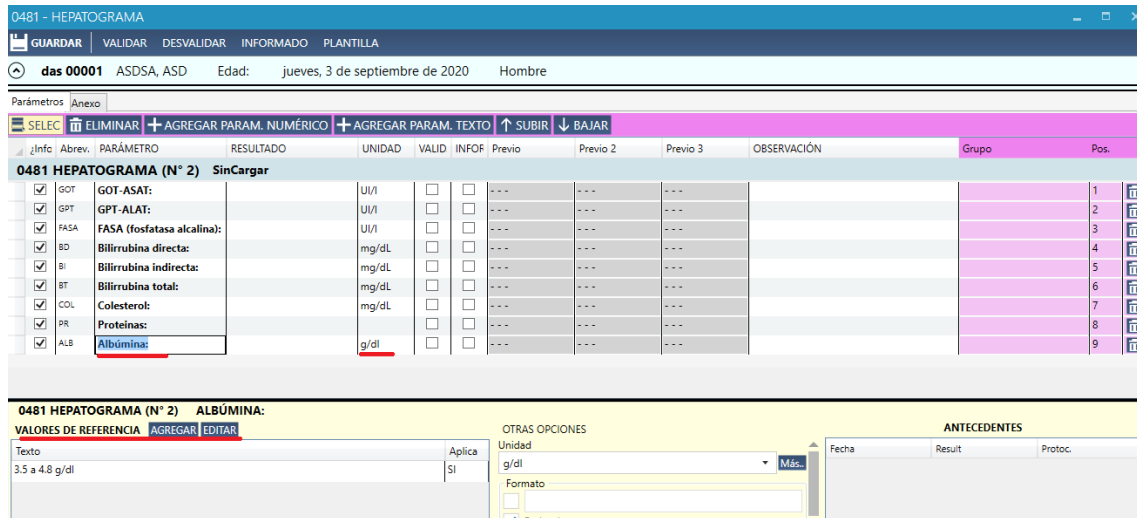 0481 - HEPATOGRAMA
GUARDAR VALIDAR DESVALIDAR INFORMADO PLANTILLA
das 00001 ASDSA, ASD Edad: jueves, 3 de septiembre de 2020 Hombre
Parámetros Anexo
SELEC ELIMINAR AGREGAR PARAM. NUMÉRICO AGREGAR PARAM. TEXTO SUBIR BAJAR
¿Info Abrev. PARÁMETRO RESULTADO UNIDAD VALID INFOR Previo Previo 2 Previo 3 OBSERVACIÓN Grupo Pos.
0481 HEPATOGRAMA (N° 2) SinCargar
GOT GOT-ASAT: UI/l - - - - - - - - - 1
GPT GPT-ALAT: UI/l - - - - - - - - - 2
FASA FASA (fosfatasa alcalina): UI/l - - - - - - - - - 3
BD Bilirrubina directa: mg/dL - - - - - - - - - 4
BI Bilirrubina indirecta: mg/dL - - - - - - - - - 5
BT Bilirrubina total: mg/dL - - - - - - - - - 6
COL Colesterol: mg/dL - - - - - - - - - 7
PR Proteinas: - - - - - - - - - 8
ALB Albúmina: g/dl - - - - - - - - - 9
0481 HEPATOGRAMA (N° 2) ALBÚMINA:
VALORES DE REFERENCIA AGREGAR EDITAR
Texto Aplica
3.5 a 4.8 g/dl SI
OTRAS OPCIONES
Unidad
g/dl Más..
Formato
ANTECEDENTES
Fecha Result Protoc.